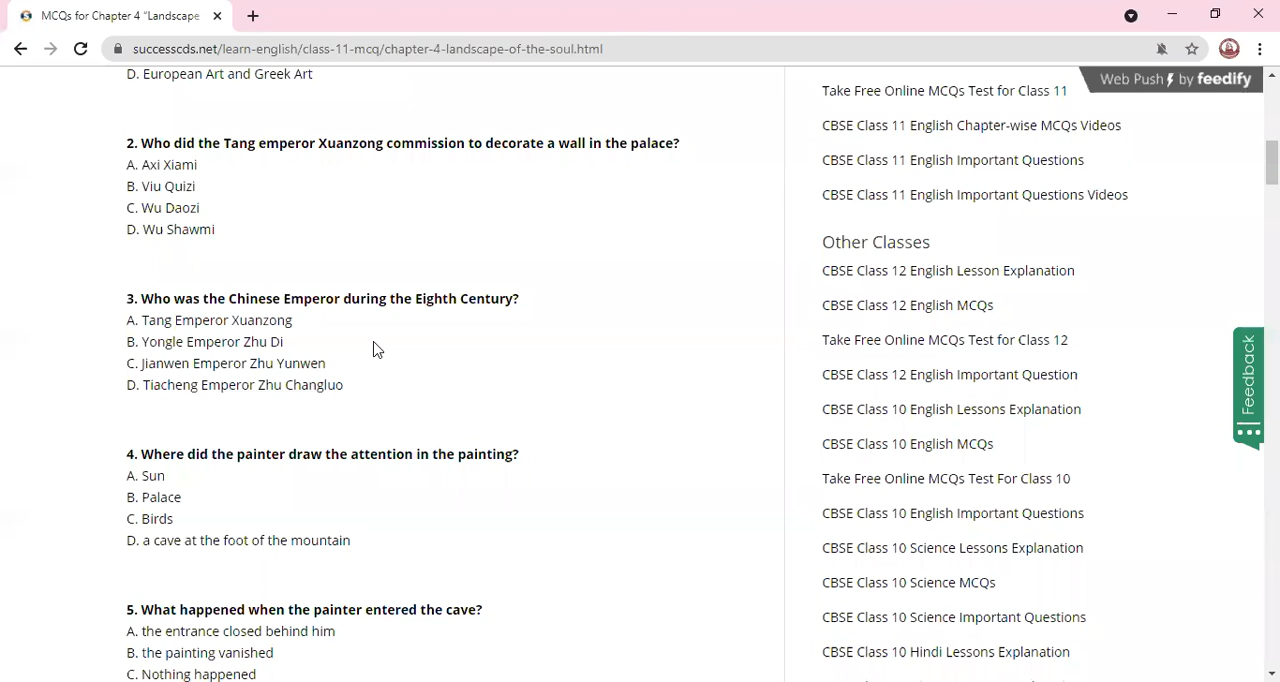 MCQs for Chapter 4 "Landscape
successcds.net/learn-english/class-11-mcq/chapter-4-landscape-of-the-soul.html
Web Push by feedify
D. European Art and Greek Art
2. Who did the Tang emperor Xuanzong commission to decorate a wall in the palace?
A. Axi Xiami
B. Viu Quizi
C. Wu Daozi
D. Wu Shawmi
3. Who was the Chinese Emperor during the Eighth Century?
A. Tang Emperor Xuanzong
B. Yongle Emperor Zhu Di
C. Jianwen Emperor Zhu Yunwen
D. Tiacheng Emperor Zhu Changluo
4. Where did the painter draw the attention in the painting?
A. Sun
B. Palace
C. Birds
D. a cave at the foot of the mountain
5. What happened when the painter entered the cave?
A. the entrance closed behind him
B. the painting vanished
C. Nothing happened
Take Free Online MCQs Test for Class 11
CBSE Class 11 English Chapter-wise MCQs Videos
CBSE Class 11 English Important Questions
CBSE Class 11 English Important Questions Videos
Other Classes
CBSE Class 12 English Lesson Explanation
CBSE Class 12 English MCQs
Take Free Online MCQs Test for Class 12
CBSE Class 12 English Important Question
CBSE Class 10 English Lessons Explanation
CBSE Class 10 English MCQs
Take Free Online MCQs Test For Class 10
CBSE Class 10 English Important Questions
CBSE Class 10 Science Lessons Explanation
CBSE Class 10 Science MCQs
CBSE Class 10 Science Important Questions
CBSE Class 10 Hindi Lessons Explanation
Feedback